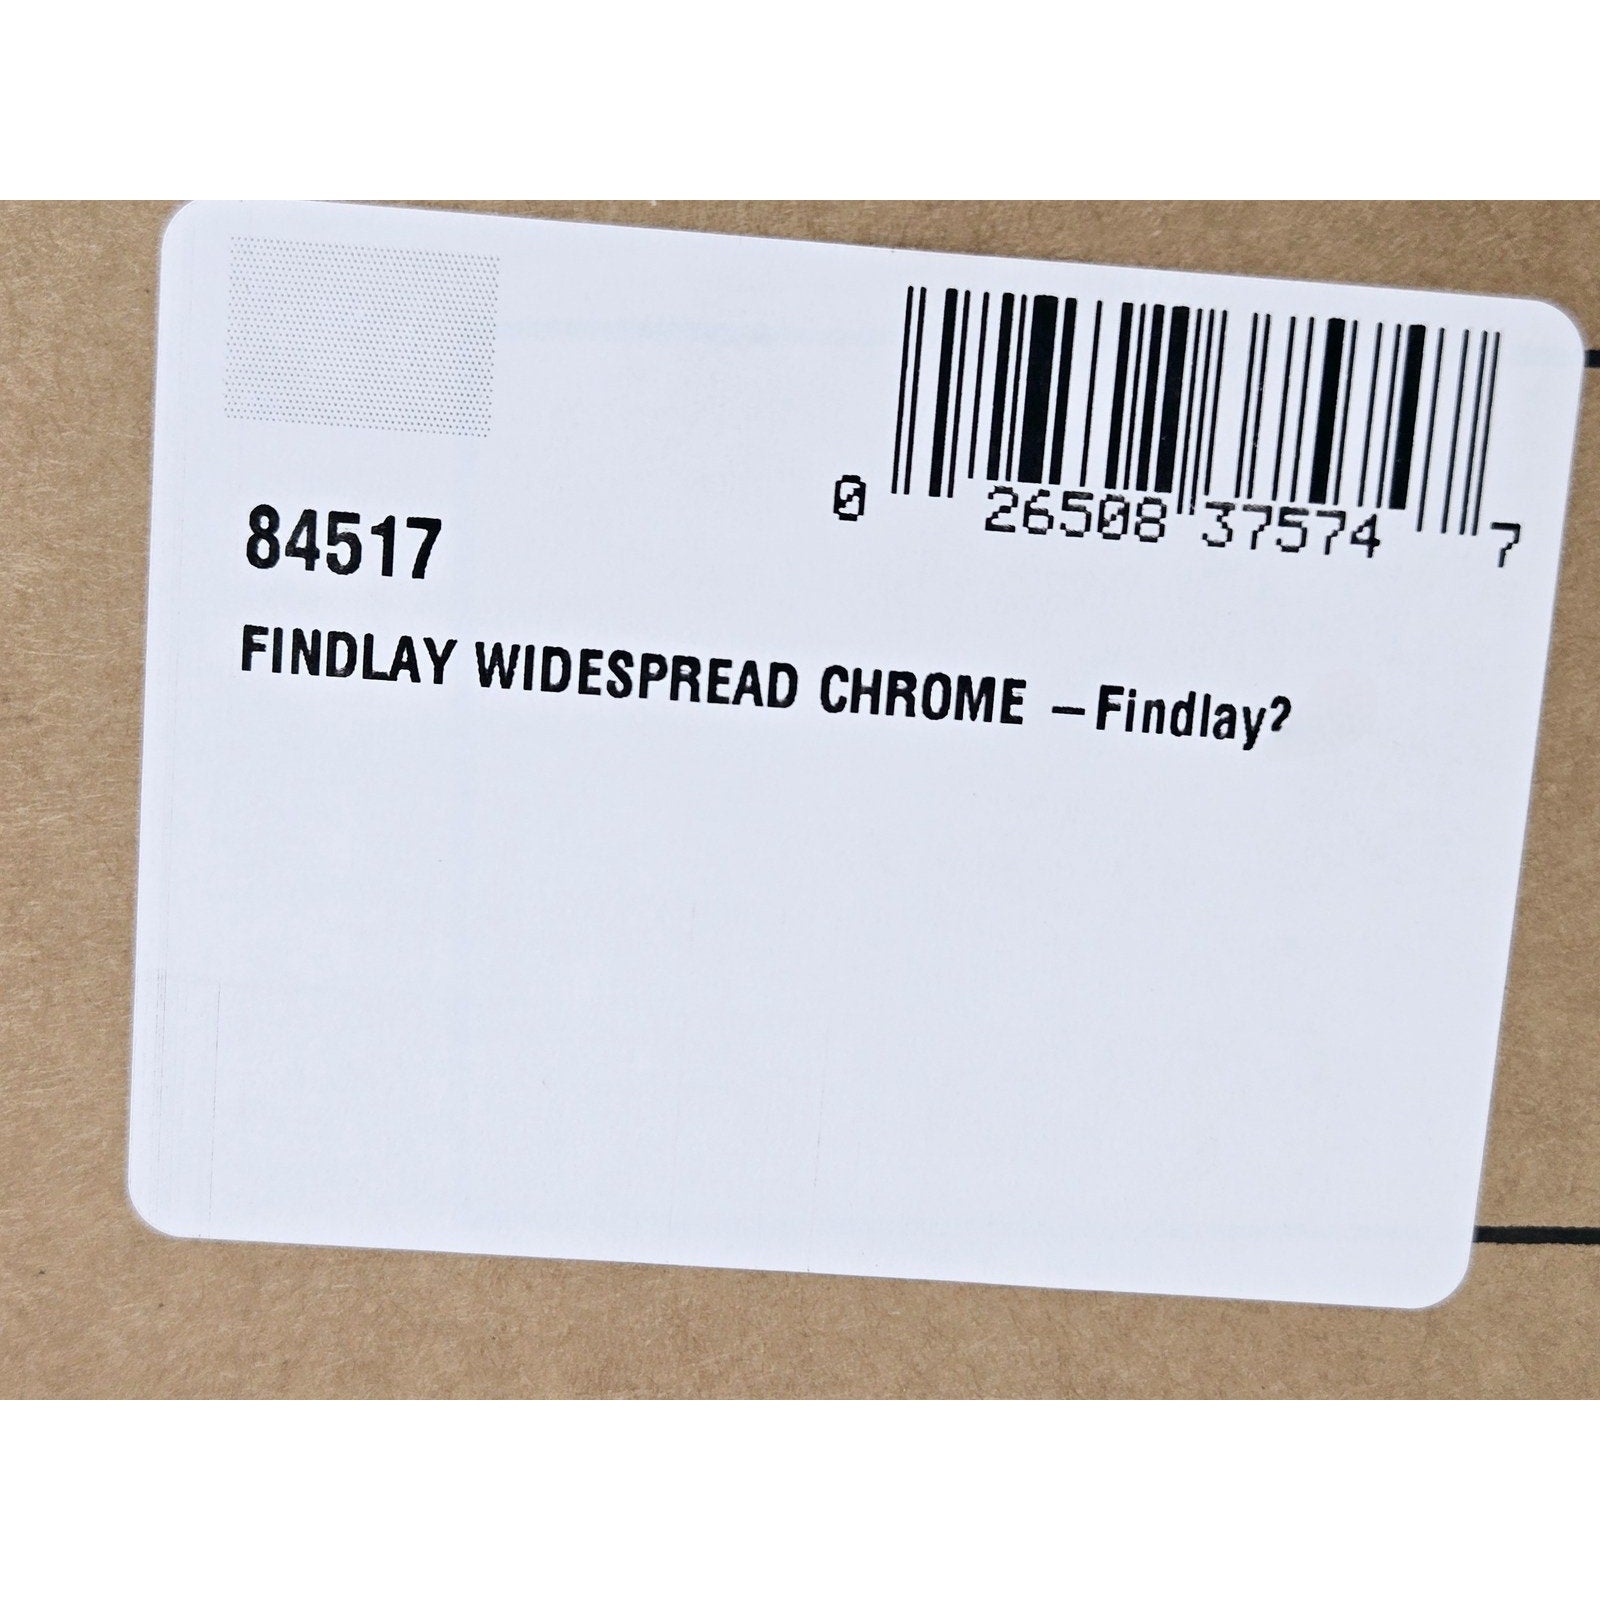 0 26508 37574 7
84517
FINDLAY WIDESPREAD CHROME – Findlay?